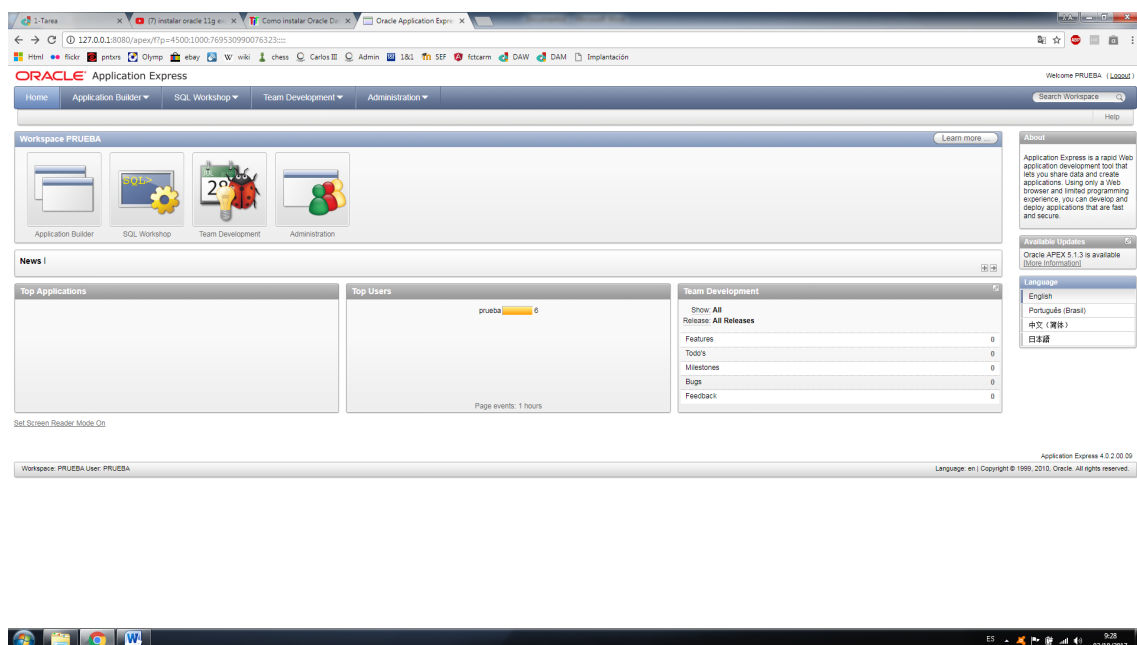 1-Tarea
(7) instalar oracle 11g ex
Como instalar Oracle Da
Oracle Application Expre
127.0.0.1:8080/apex/f?p=4500:1000:769530990076323::::
Html flickr pntxs Olymp ebay W wiki chess Carlos III Admin 1&1 SEF fctcarm DAW DAM Implantación
ORACLE Application Express
Welcome PRUEBA (Logout)
Home Application Builder SQL Workshop Team Development Administration
Search Workspace
Help
Workspace PRUEBA
Learn more ...
SQL>
Application Builder SQL Workshop Team Development Administration
News
Top Applications
Top Users
prueba 6
Page events: 1 hours
Team Development
Show: All
Release: All Releases
Features 0
Todo's 0
Milestones 0
Bugs 0
Feedback 0
About
Application Express is a rapid Web
application development tool that
lets you share data and create
applications. Using only a Web
browser and limited programming
experience, you can develop and
deploy applications that are fast
and secure.
Available Updates
Oracle APEX 5.1.3 is available
[More Information]
Language
English
Português (Brasil)
中文（简体）
日本語
Set Screen Reader Mode On
Application Express 4.0.2.00.09
Workspace: PRUEBA User: PRUEBA
Language: en | Copyright © 1999, 2010, Oracle. All rights reserved.
ES
9:28